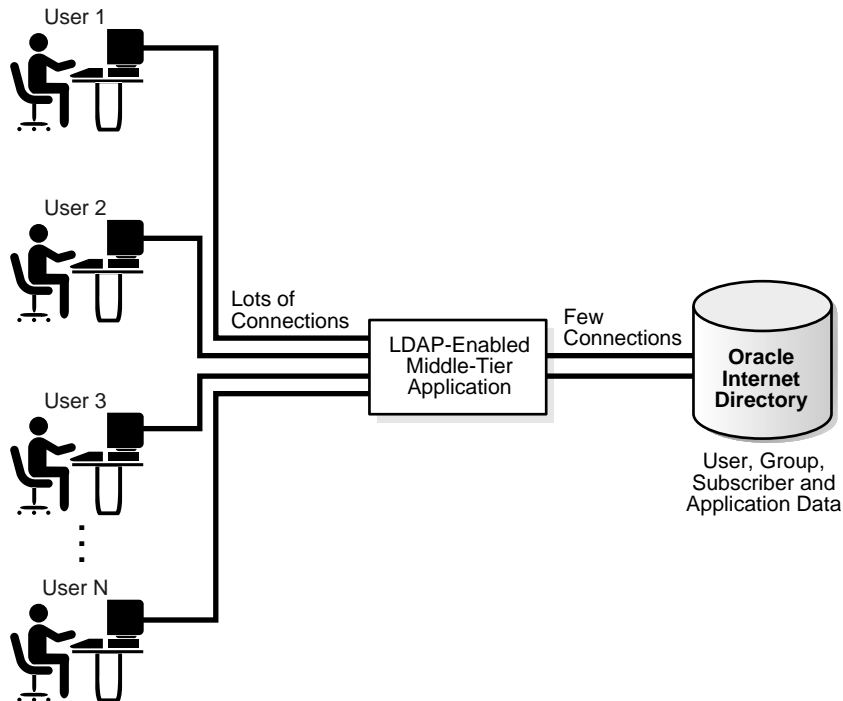 User 1
User 2
Lots of
Connections
LDAP-Enabled
Middle-Tier
Application
Few
Connections
Oracle
Internet
Directory
User, Group,
Subscriber and
Application Data
User 3
User N